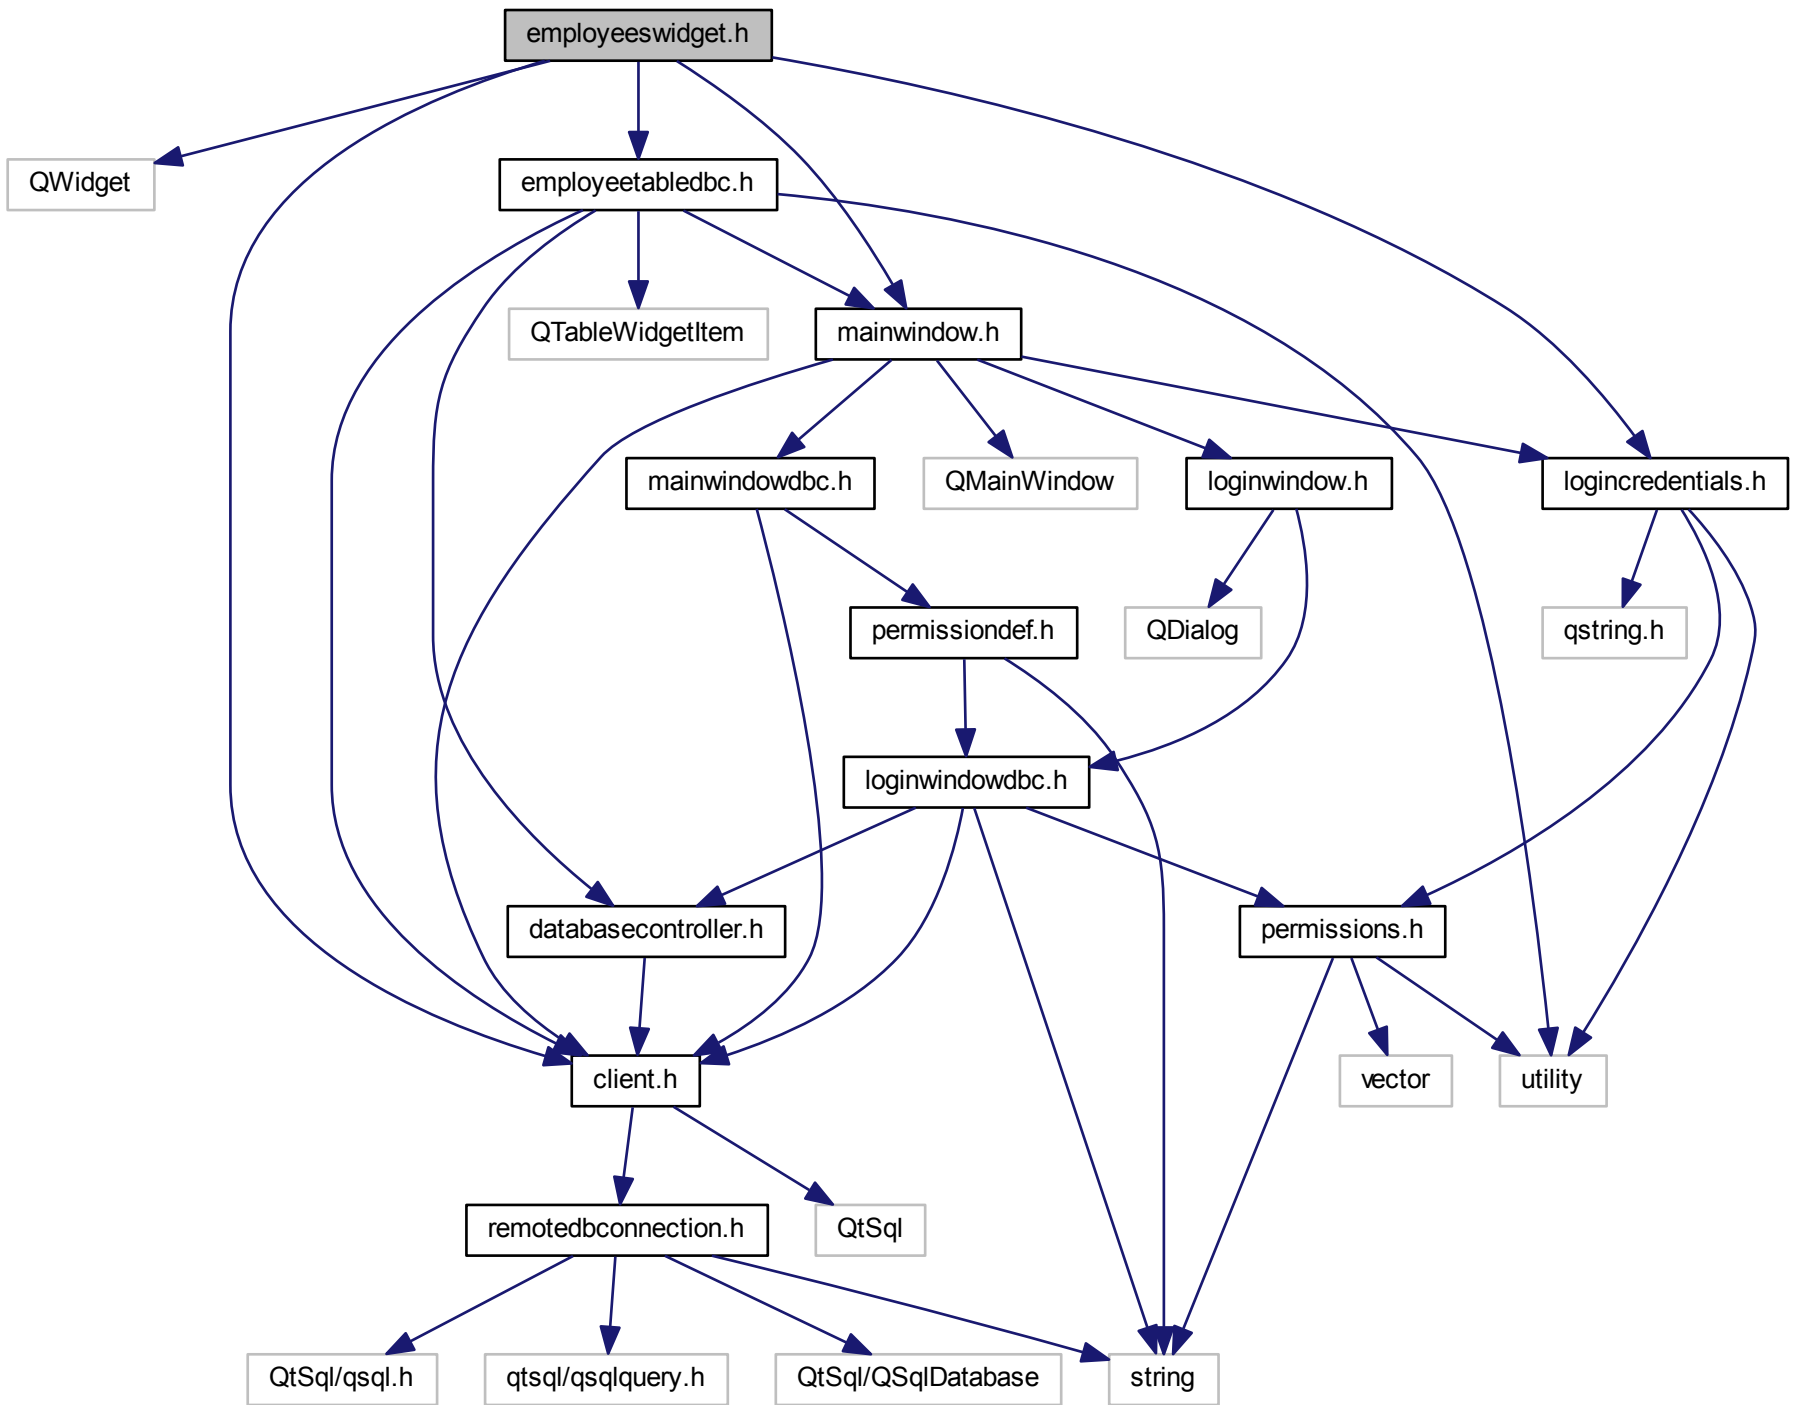 employeeswidget.h
QWidget
employeetabledbc.h
QTableWidgetItem
mainwindow.h
mainwindowdbc.h
QMainWindow
loginwindow.h
logincredentials.h
permissiondef.h
QDialog
qstring.h
loginwindowdbc.h
databasecontroller.h
permissions.h
client.h
vector
utility
remotedbconnection.h
QtSql
QtSql/qsql.h
qtsql/qsqlquery.h
QtSql/QSqlDatabase
string